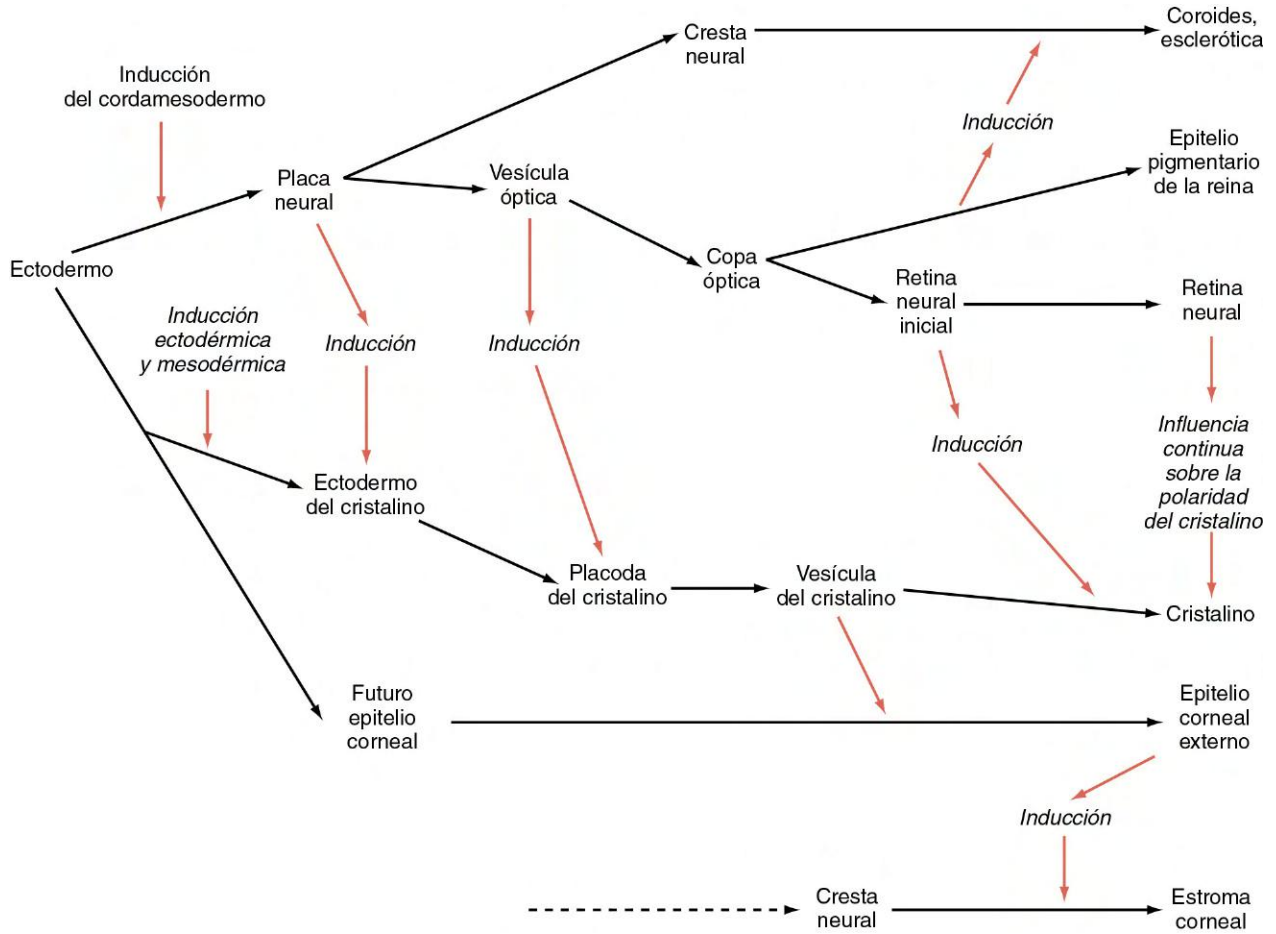 Cresta
neural
Coroides,
esclerótica
Inducción
del cordamesodermo
Inducción
Epitelio
pigmentario
de la reina
Placa
neural
Vesícula
óptica
Ectodermo
Copa
óptica
Retina
neural
inicial
Retina
neural
Inducción
ectodérmica
y mesodérmica
Inducción
Inducción
Inducción
Influencia
continua
sobre la
polaridad
del cristalino
Ectodermo
del cristalino
Placoda
del cristalino
Vesícula
del cristalino
Cristalino
Futuro
epitelio
corneal
Epitelio
corneal
externo
Inducción
Cresta
neural
Estroma
corneal